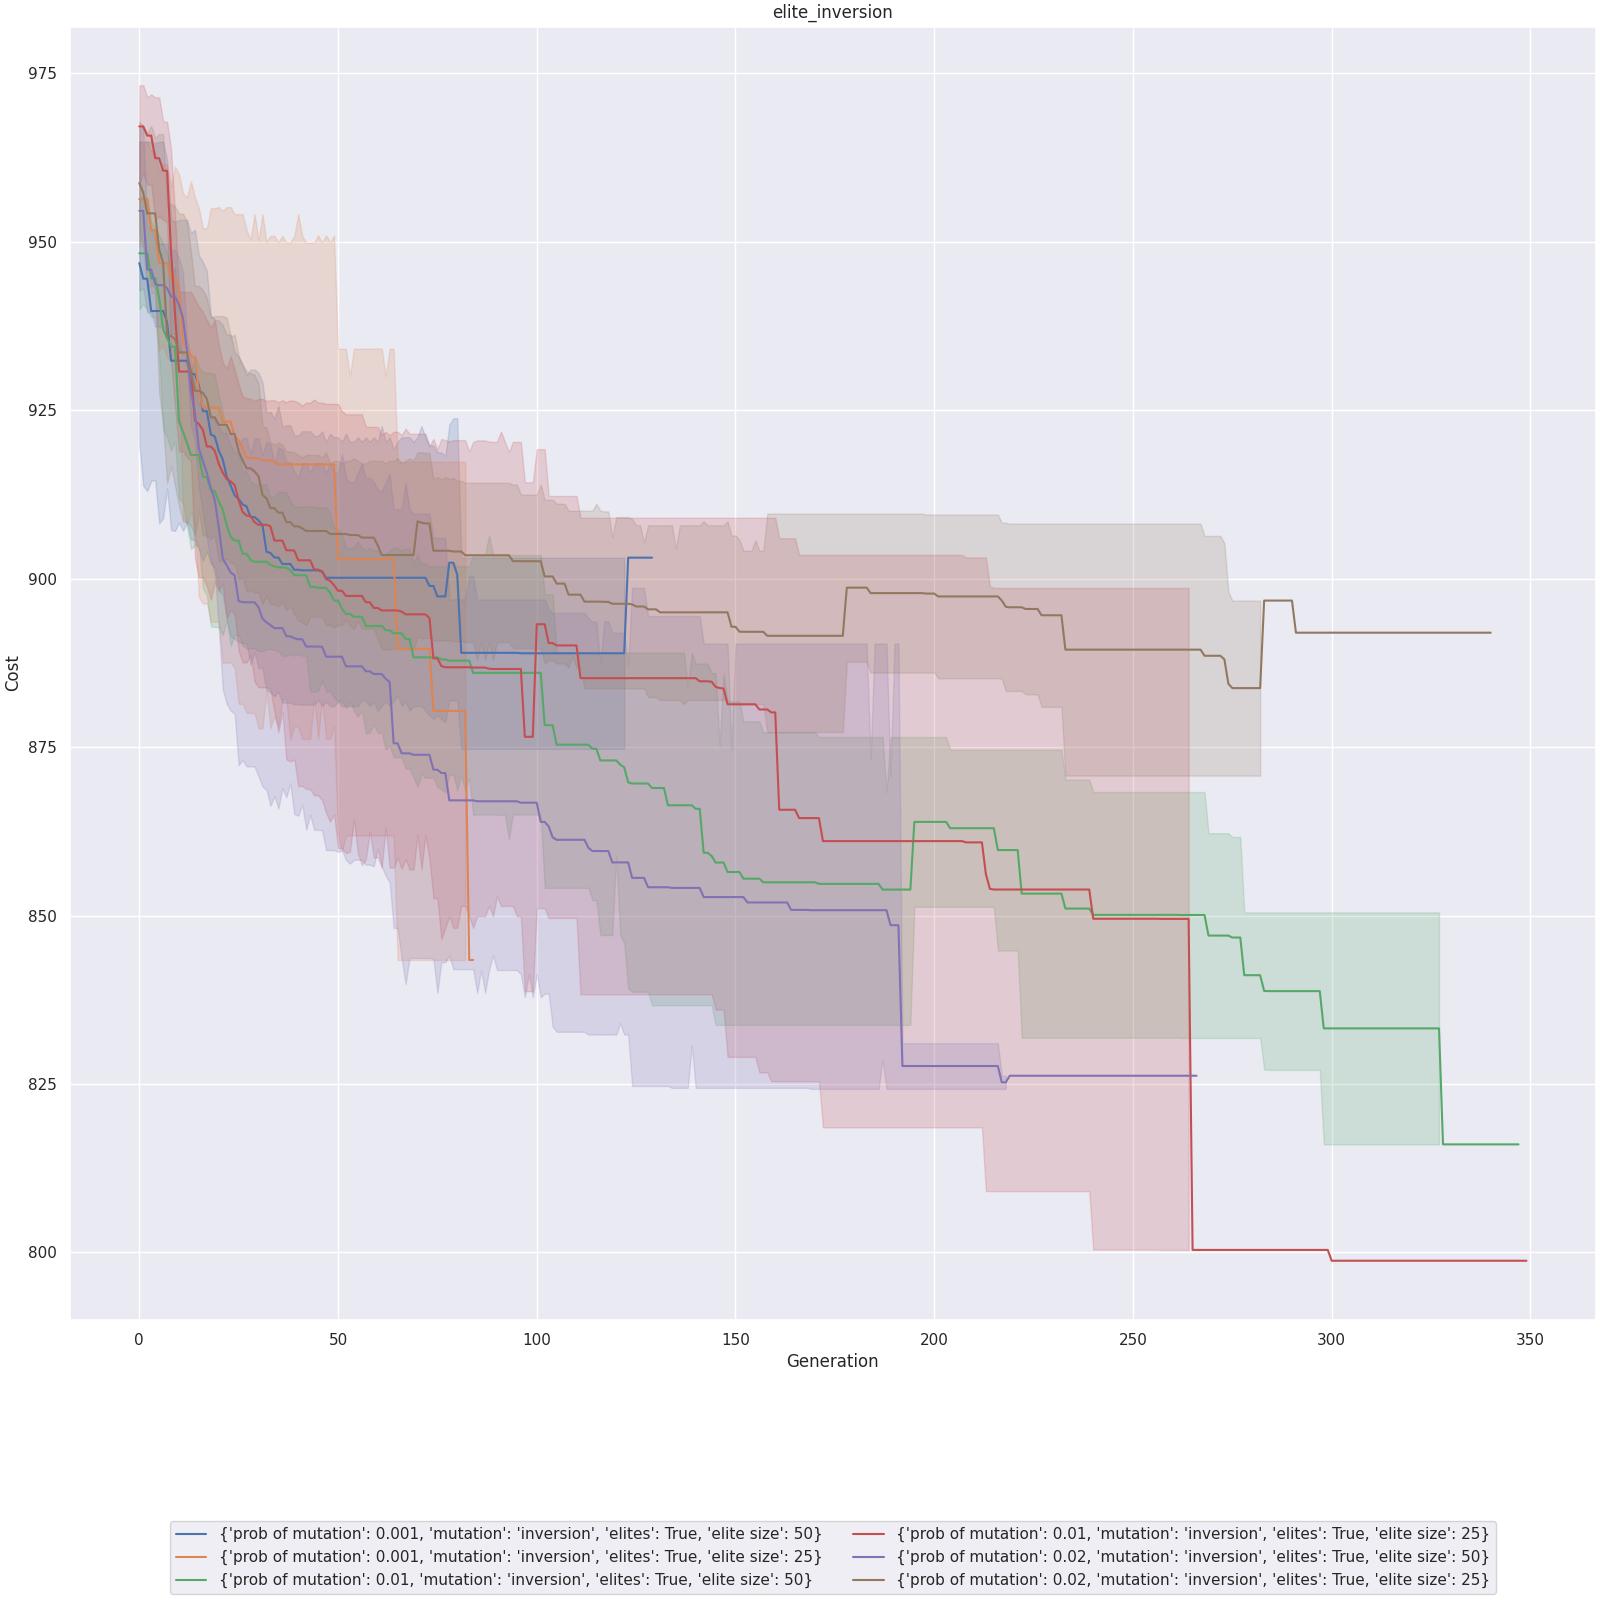 elite_inversion
975
950
925
900
875
850
825
800
Cost
0 50 100 150 200 250 300 350
Generation
{'prob of mutation': 0.001, 'mutation': 'inversion', 'elites': True, 'elite size': 50}
{'prob of mutation': 0.001, 'mutation': 'inversion', 'elites': True, 'elite size': 25}
{'prob of mutation': 0.01, 'mutation': 'inversion', 'elites': True, 'elite size': 50}
{'prob of mutation': 0.01, 'mutation': 'inversion', 'elites': True, 'elite size': 25}
{'prob of mutation': 0.02, 'mutation': 'inversion', 'elites': True, 'elite size': 50}
{'prob of mutation': 0.02, 'mutation': 'inversion', 'elites': True, 'elite size': 25}